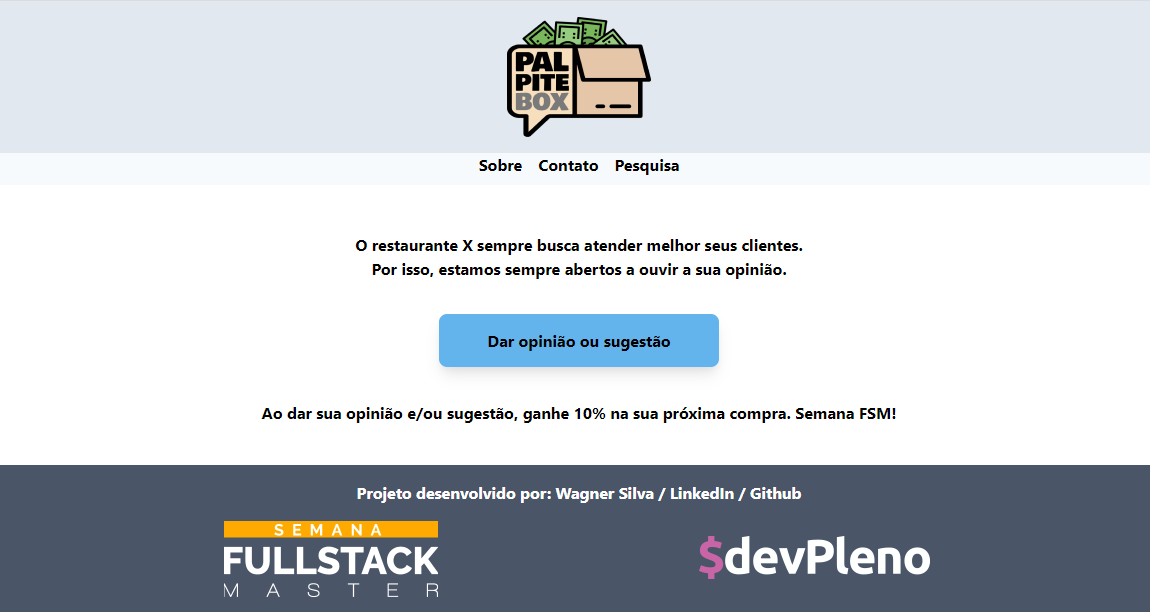 PAL
PITE
BOX
Sobre Contato Pesquisa
O restaurante X sempre busca atender melhor seus clientes.
Por isso, estamos sempre abertos a ouvir a sua opinião.
Dar opinião ou sugestão
Ao dar sua opinião e/ou sugestão, ganhe 10% na sua próxima compra. Semana FSM!
Projeto desenvolvido por: Wagner Silva / LinkedIn / Github
SEMANA
FULLSTACK
MASTER
$devPleno